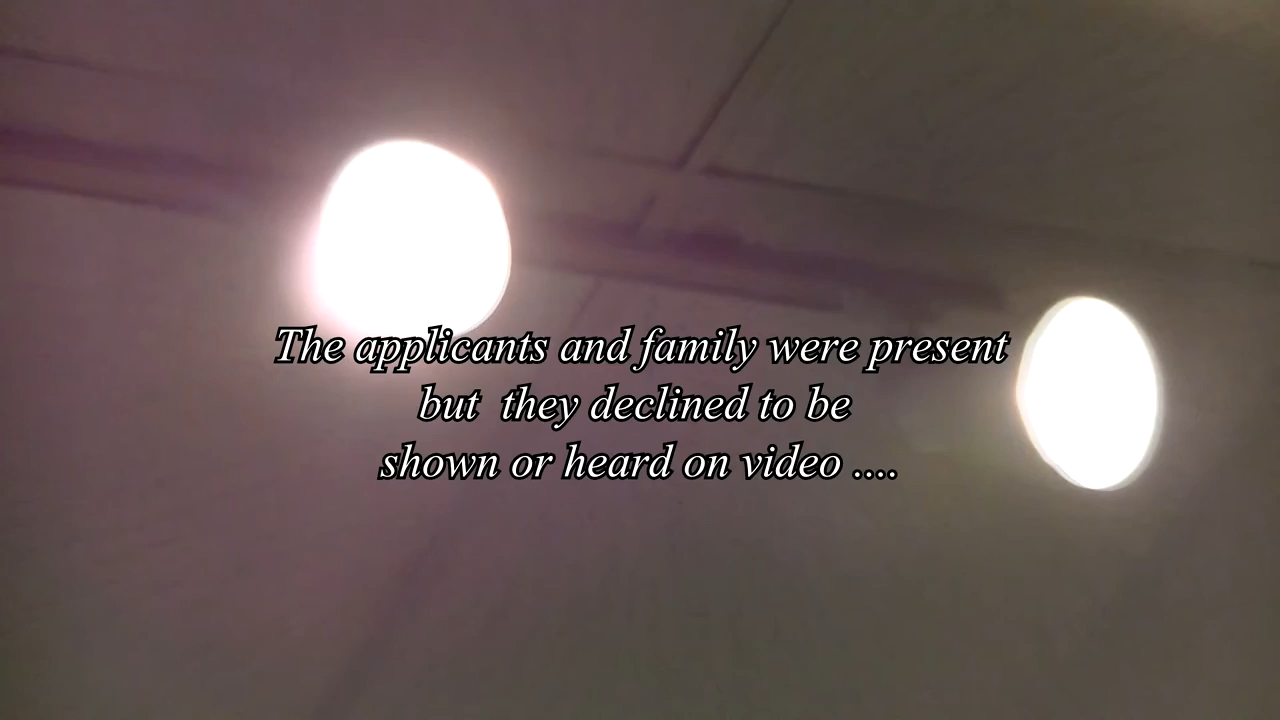 The applicants and family were present
but  they declined to be
shown or heard on video ....